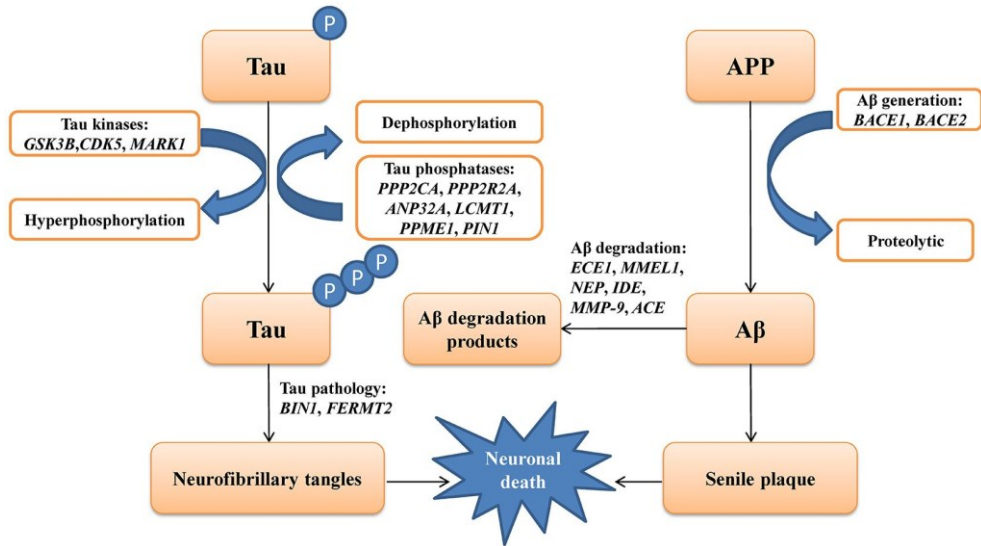 P
Tau
APP
Tau kinases:
GSK3B,CDK5, MARK1
Dephosphorylation
Aβ generation:
BACE1, BACE2
Tau phosphatases:
PPP2CA, PPP2R2A,
ANP32A, LCMT1,
PPME1, PIN1
Hyperphosphorylation
Proteolytic
P P P
Tau
Aβ degradation:
ECE1, MMEL1,
NEP, IDE,
MMP-9, ACE
Aβ degradation
products
Aβ
Tau pathology:
BIN1, FERMT2
Neurofibrillary tangles
Neuronal
death
Senile plaque